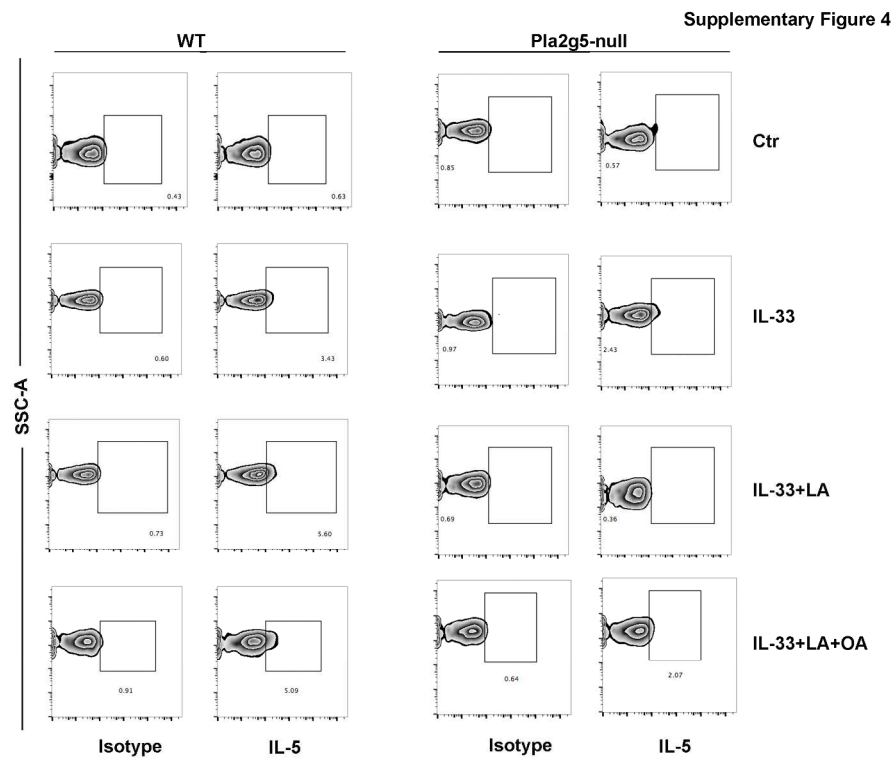 Supplementary Figure 4
WT
Pla2g5-null
0.43
0.63
0.85
0.57
Ctr
0.60
3.43
0.97
2.43
IL-33
SSC-A
0.73
5.60
0.69
0.36
IL-33+LA
0.91
5.09
0.64
2.07
IL-33+LA+OA
Isotype
IL-5
Isotype
IL-5